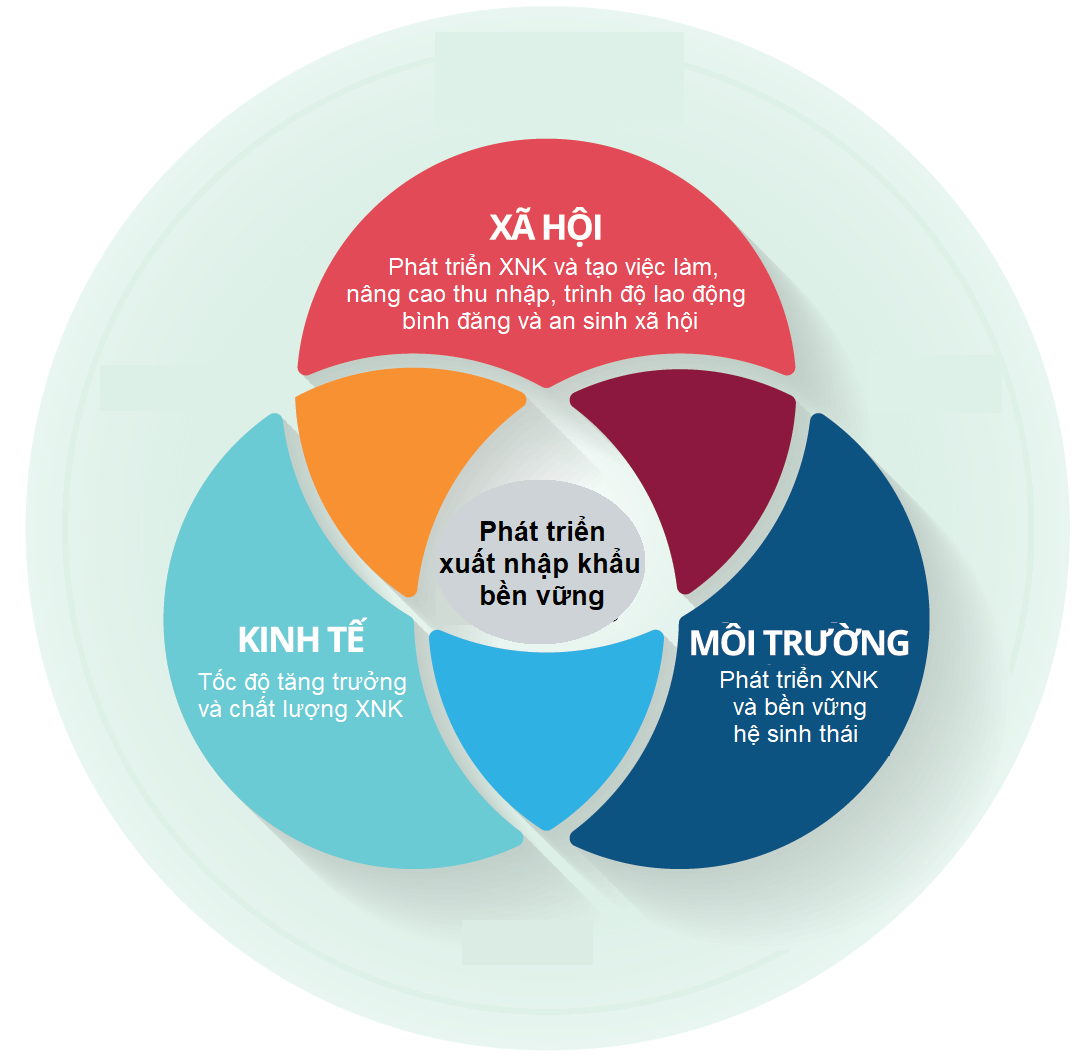 XÃ HỘI
Phát triển XNK và tạo việc làm,
nâng cao thu nhập, trình độ lao động
bình đăng và an sinh xã hội
Phát triển
xuất nhập khẩu
bền vững
KINH TẾ
Tốc độ tăng trưởng
và chất lượng XNK
MÔI TRƯỜNG
Phát triển XNK
và bền vững
hệ sinh thái